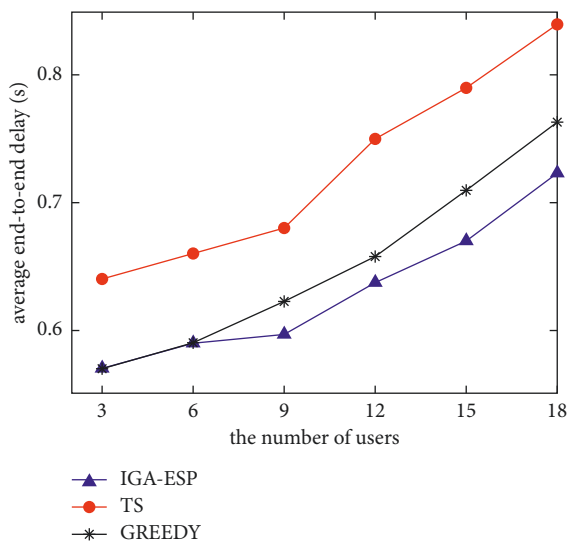 average end-to-end delay (s)
0.8
0.7
0.6
3 6 9 12 15 18
the number of users
IGA-ESP
TS
GREEDY